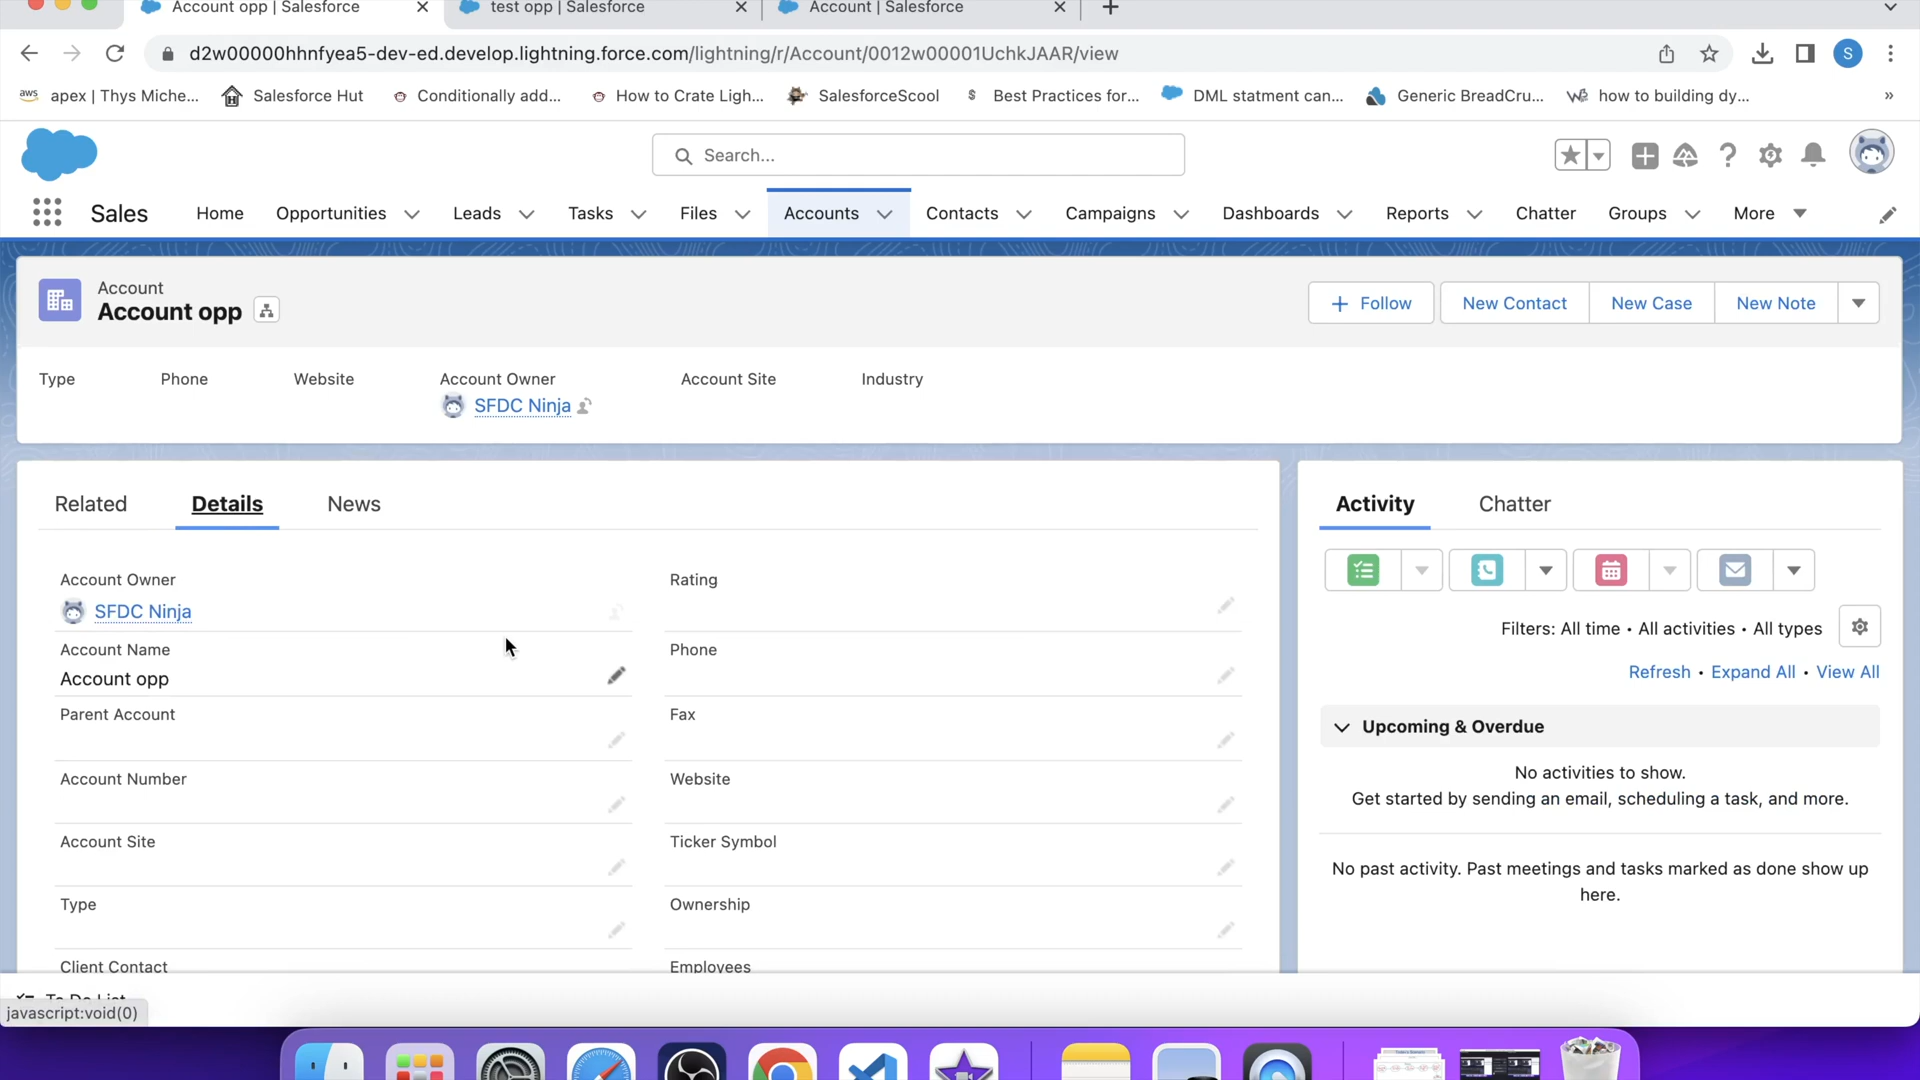 Account opp | Salesforce
test opp | Salesforce
Account | Salesforce
d2w00000hhnfyea5-dev-ed.develop.lightning.force.com/lightning/r/Account/0012w00001UchkJAAR/view
S
aws apex | Thys Miche...
Salesforce Hut
Conditionally add...
How to Crate Ligh...
SalesforceScool
Best Practices for...
DML statment can...
Generic BreadCru...
how to building dy...
»
Search...
Sales
Home
Opportunities
Leads
Tasks
Files
Accounts
Contacts
Campaigns
Dashboards
Reports
Chatter
Groups
More
Account
Account opp
+ Follow
New Contact
New Case
New Note
Type
Phone
Website
Account Owner
Account Site
Industry
SFDC Ninja
Related
Details
News
Account Owner
SFDC Ninja
Rating
Account Name
Account opp
Phone
Parent Account
Fax
Account Number
Website
Account Site
Ticker Symbol
Type
Ownership
Client Contact
Employees
Activity
Chatter
Filters: All time • All activities • All types
Refresh • Expand All • View All
Upcoming & Overdue
No activities to show.
Get started by sending an email, scheduling a task, and more.
No past activity. Past meetings and tasks marked as done show up
here.
To Do List
javascript:void(0)